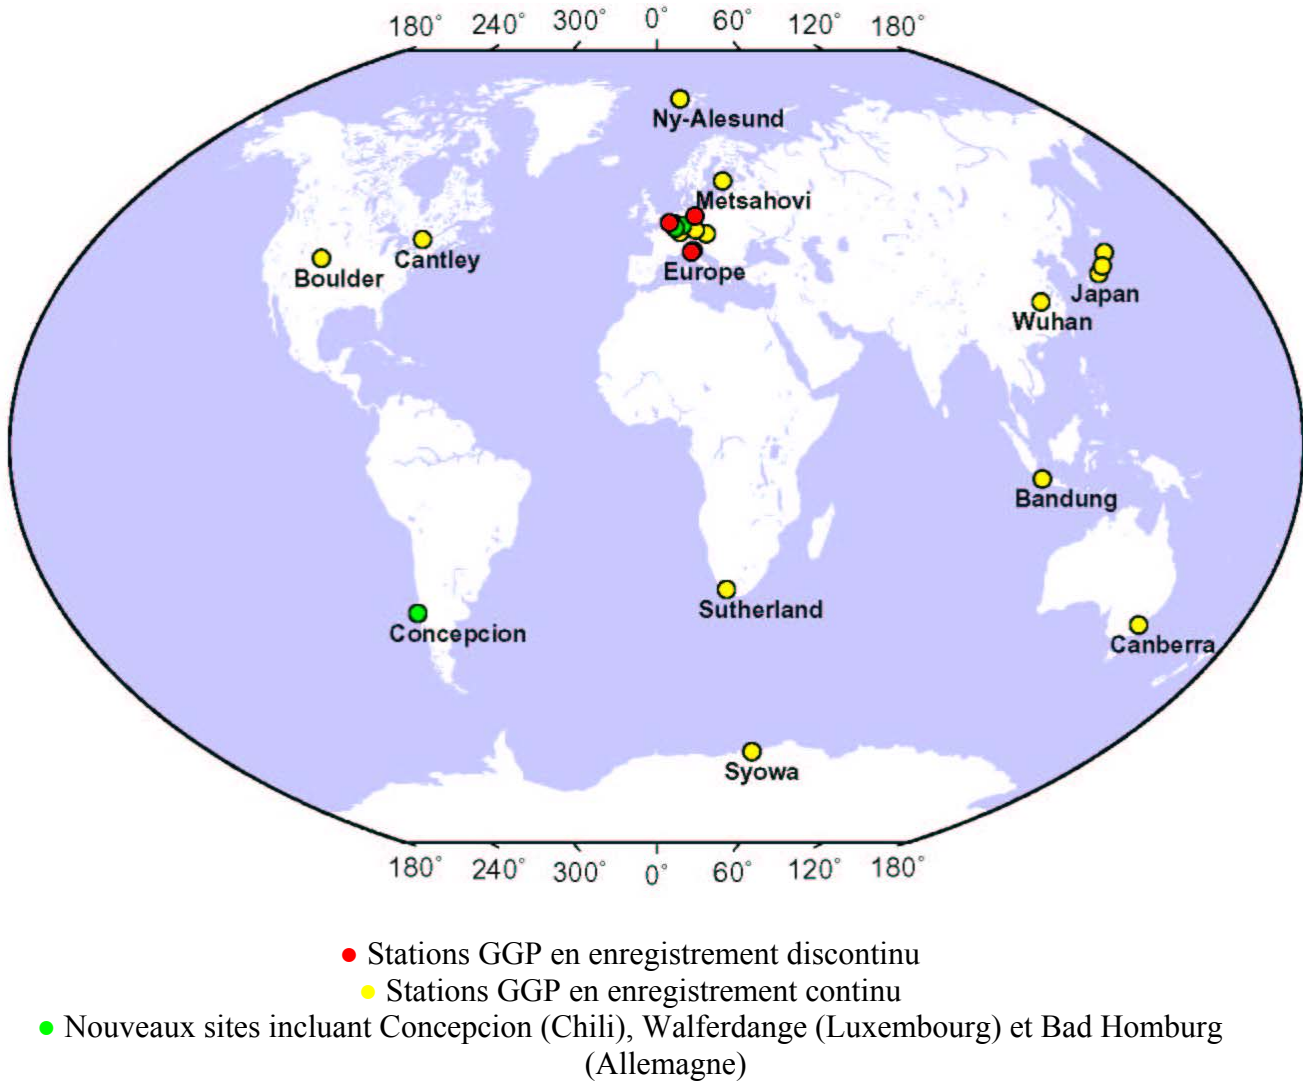 180° 240° 300° 0° 60° 120° 180°
Ny-Alesund
Metsahovi
Cantley
Boulder
Europe
Japan
Wuhan
Bandung
Sutherland
Concepcion
Canberra
Syowa
180° 240° 300° 0° 60° 120° 180°
Stations GGP en enregistrement discontinu
Stations GGP en enregistrement continu
Nouveaux sites incluant Concepcion (Chili), Walferdange (Luxembourg) et Bad Homburg
(Allemagne)